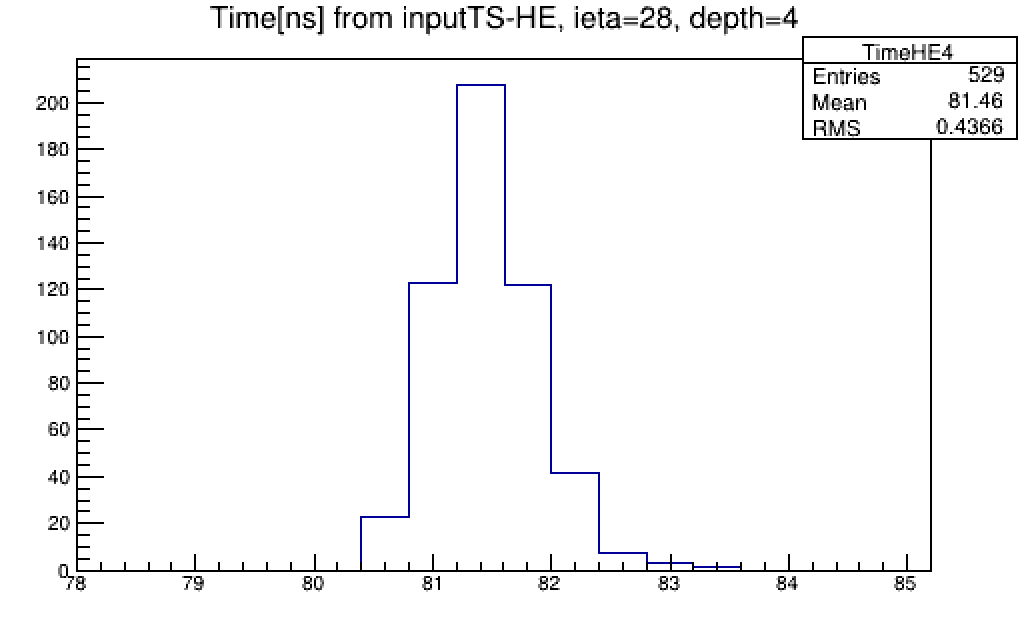 Time[ns] from inputTS-HE, ieta=28, depth=4
TimeHE4
Entries 529
Mean 81.46
RMS 0.4366
200
180
160
140
120
100
80
60
40
20
0
78 79 80 81 82 83 84 85